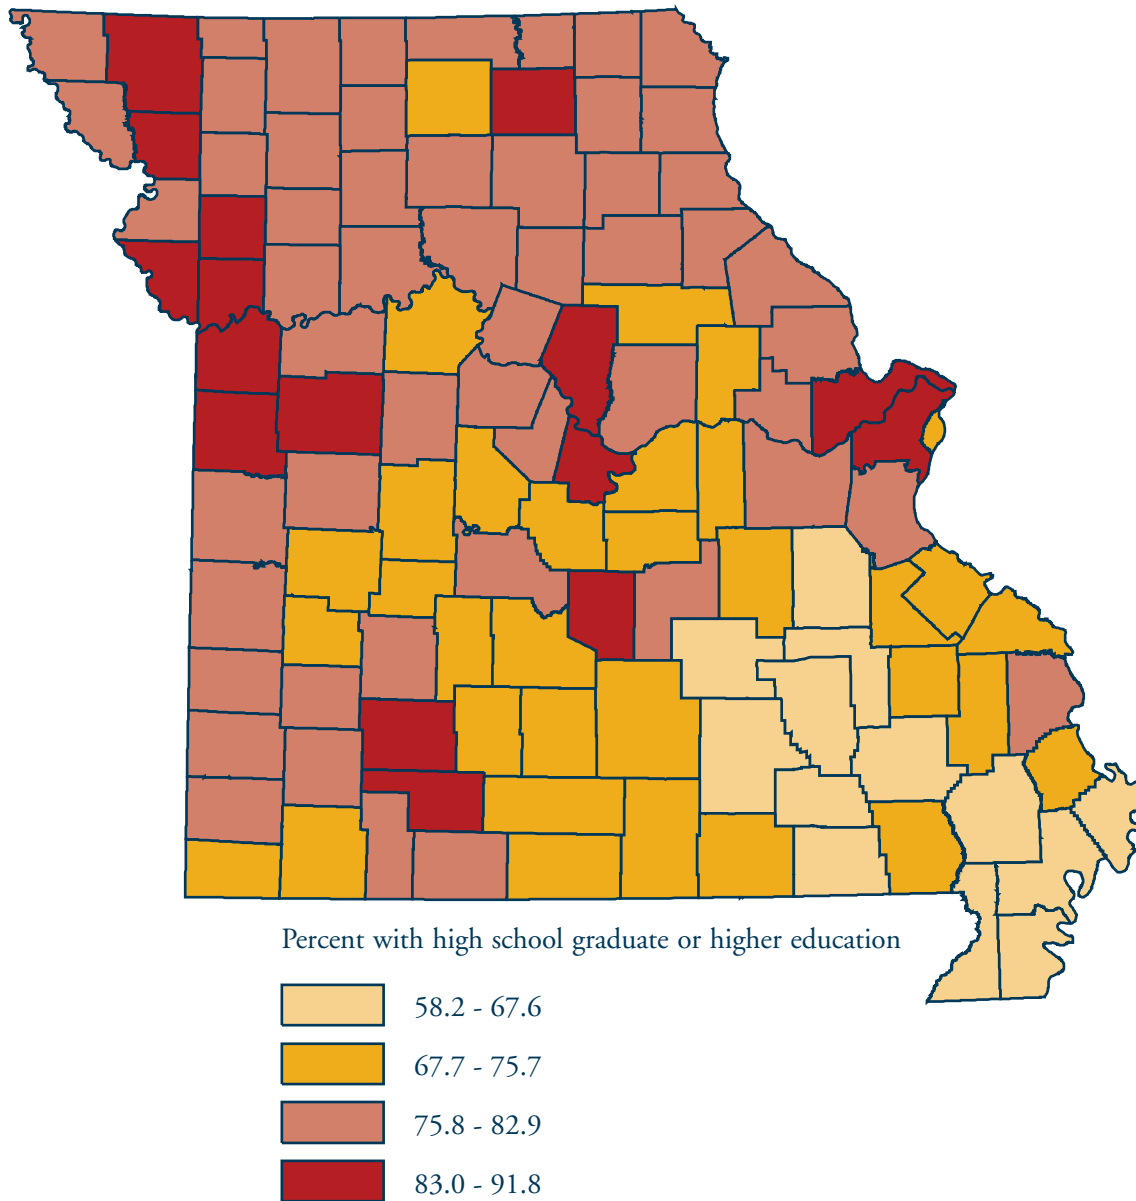 Percent with high school graduate or higher education
58.2 - 67.6
67.7 - 75.7
75.8 - 82.9
83.0 - 91.8